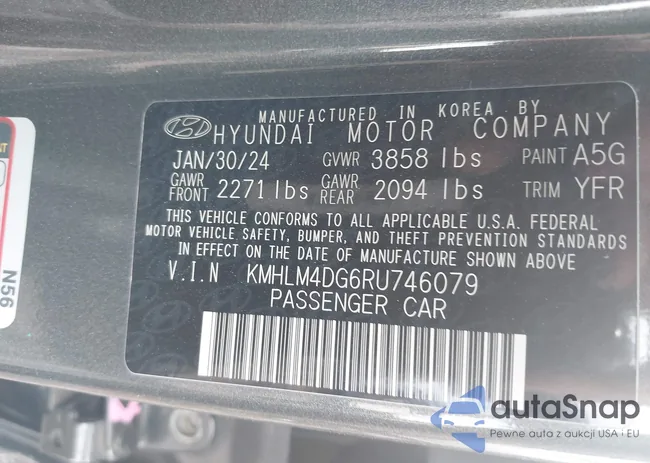 MANUFACTURED IN KOREA BY
HYUNDAI MOTOR COMPANY
JAN/30/24 GVWR 3858 lbs PAINT A5G
GAWR FRONT 2271 lbs GAWR REAR 2094 lbs TRIM YFR
THIS VEHICLE CONFORMS TO ALL APPLICABLE U.S.A. FEDERAL
MOTOR VEHICLE SAFETY, BUMPER, AND THEFT PREVENTION STANDARDS
IN EFFECT ON THE DATE OF MANUFACTURE SHOWN ABOVE
V.I.N KMHLM4DG6RU746079
PASSENGER CAR
N56
autoSnap
Pewne auta z aukcji USA i EU